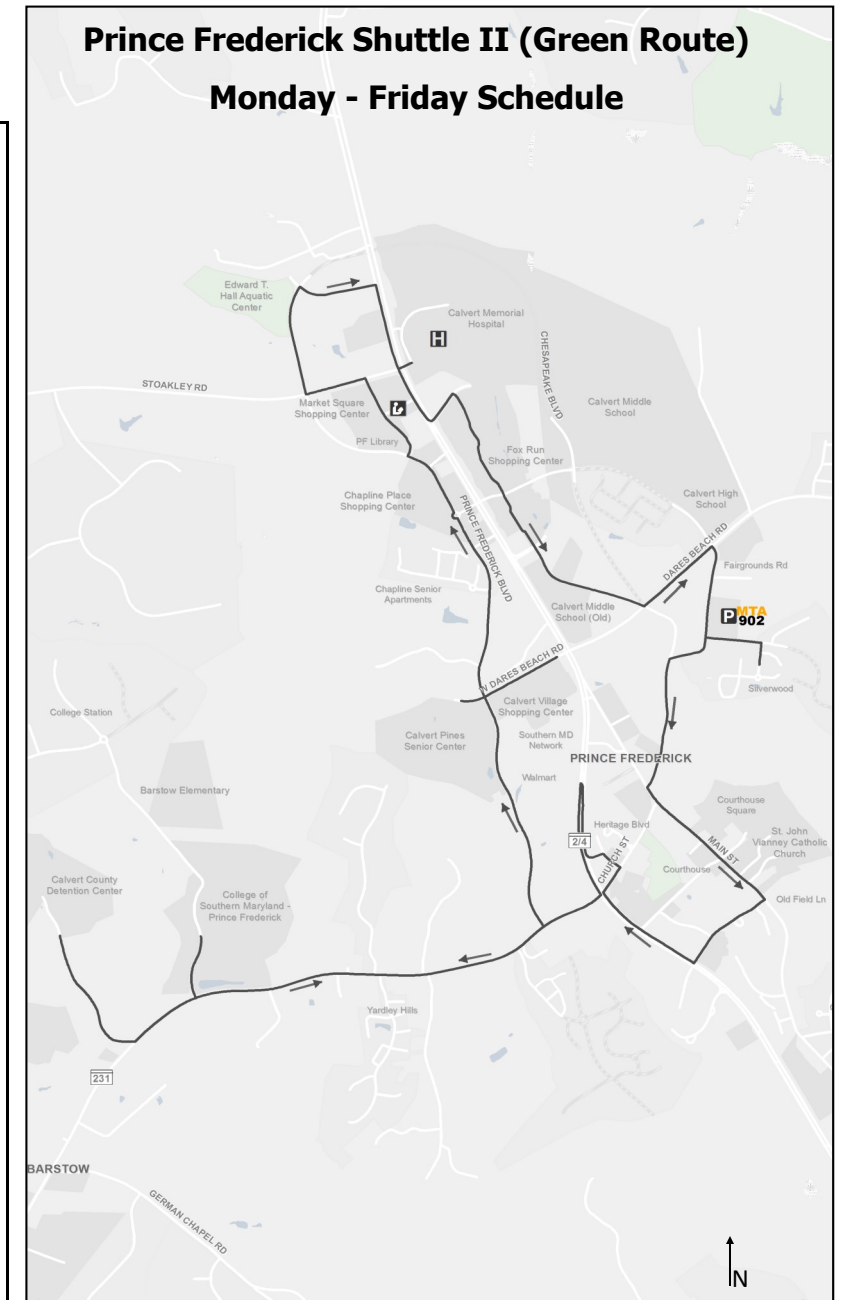 Prince Frederick Shuttle II (Green Route)
Monday - Friday Schedule
Edward T.
Hall Aquatic
Center
Calvert Memorial
Hospital
H
CHESAPEAKE BLVD
STOAKLEY RD
Market Square
Shopping Center
Calvert Middle
School
PF Library
Fox Run
Shopping Center
Chapline Place
Shopping Center
PRINCE FREDERICK BLVD
Calvert High
School
DARES BEACH RD
Fairgrounds Rd
Chapline Senior
Apartments
Calvert Middle
School (Old)
P
MTA
902
W DARES BEACH RD
Silverwood
College Station
Calvert Village
Shopping Center
Calvert Pines
Senior Center
Southern MD
Network
PRINCE FREDERICK
Walmart
Barstow Elementary
Courthouse
Square
Heritage Blvd
2/4
CHURCH ST
MAIN ST
St. John
Vianney Catholic
Church
Courthouse
Calvert County
Detention Center
College of
Southern Maryland -
Prince Frederick
Old Field Ln
Yardley Hills
231
BARSTOW
GERMAN CHAPEL RD
N